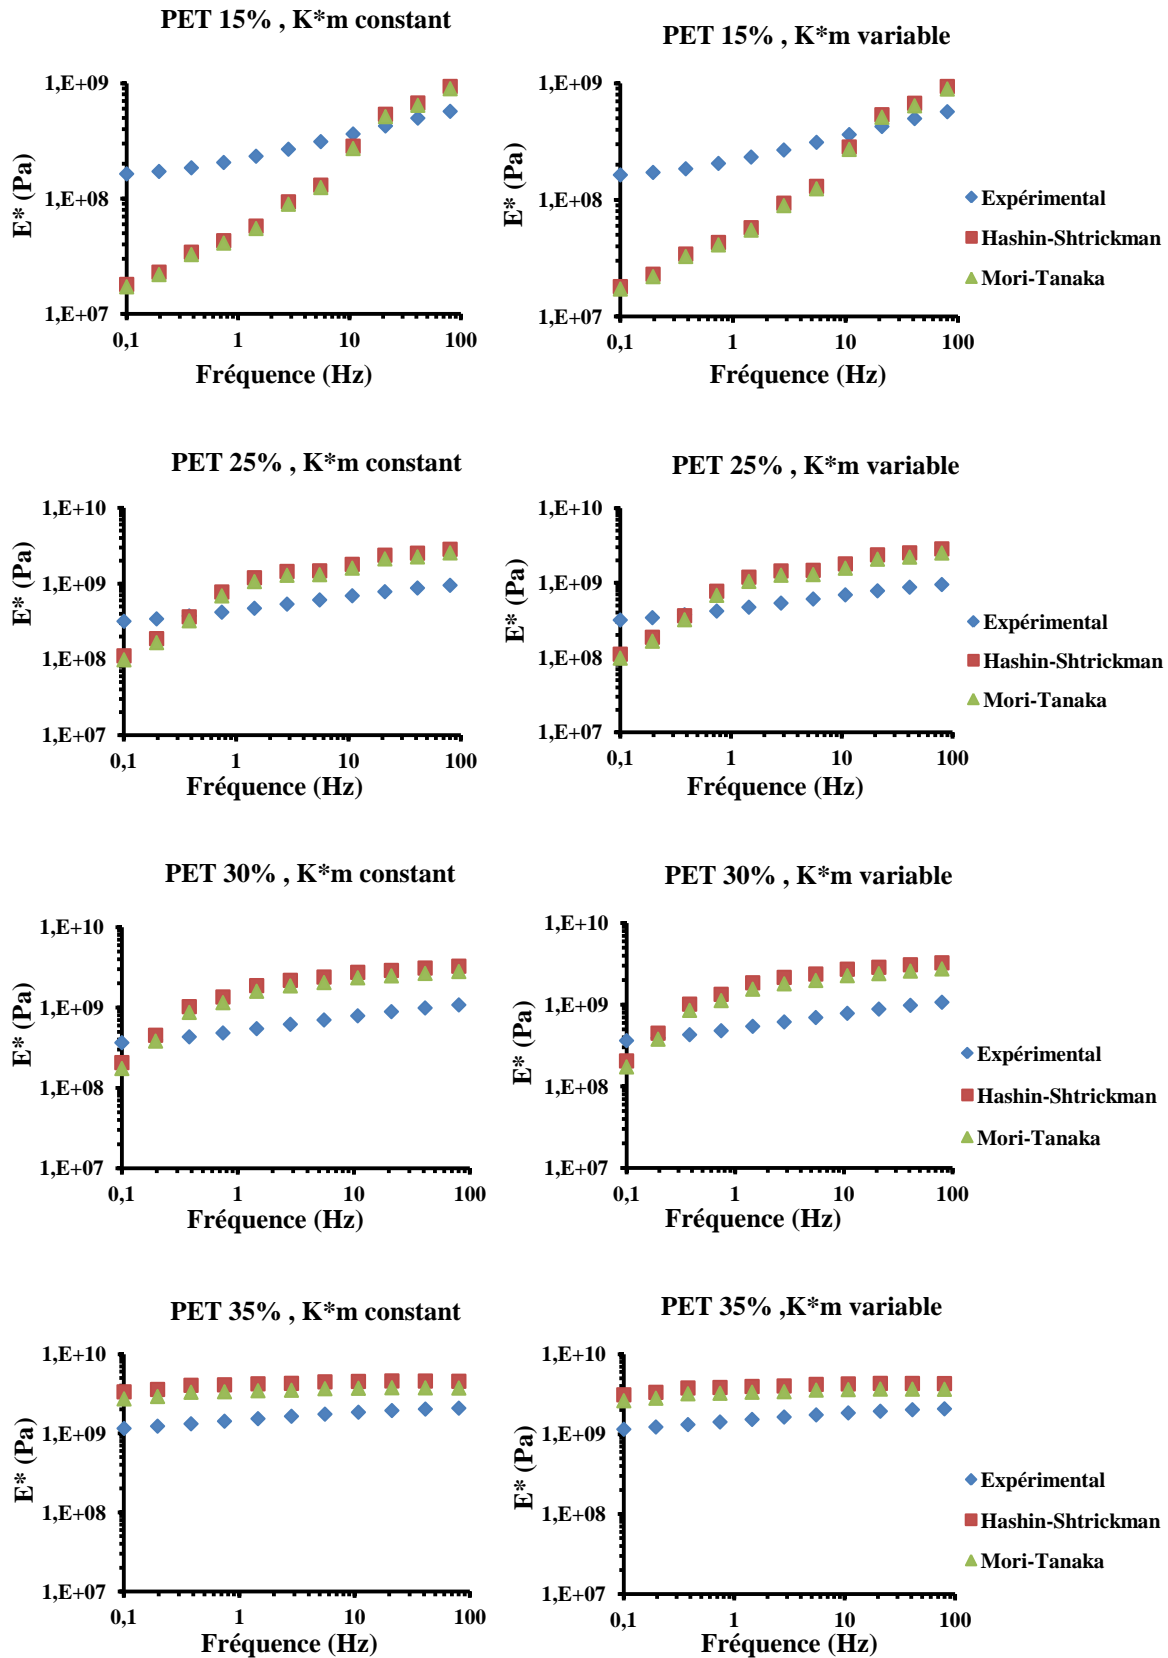 PET 15% , K*m constant
1,E+09
1,E+08
1,E+07
E* (Pa)
0,1 1 10 100
Fréquence (Hz)
PET 15% , K*m variable
1,E+09
1,E+08
1,E+07
E* (Pa)
0,1 1 10 100
Fréquence (Hz)
Expérimental
Hashin-Shtrickman
Mori-Tanaka
PET 25% , K*m constant
1,E+10
1,E+09
1,E+08
1,E+07
E* (Pa)
0,1 1 10 100
Fréquence (Hz)
PET 25% , K*m variable
1,E+10
1,E+09
1,E+08
1,E+07
E* (Pa)
0,1 1 10 100
Fréquence (Hz)
Expérimental
Hashin-Shtrickman
Mori-Tanaka
PET 30% , K*m constant
1,E+10
1,E+09
1,E+08
1,E+07
E* (Pa)
0,1 1 10 100
Fréquence (Hz)
PET 30% , K*m variable
1,E+10
1,E+09
1,E+08
1,E+07
E* (Pa)
0,1 1 10 100
Fréquence (Hz)
Expérimental
Hashin-Shtrickman
Mori-Tanaka
PET 35% , K*m constant
1,E+10
1,E+09
1,E+08
1,E+07
E* (Pa)
0,1 1 10 100
Fréquence (Hz)
PET 35% ,K*m variable
1,E+10
1,E+09
1,E+08
1,E+07
E* (Pa)
0,1 1 10 100
Fréquence (Hz)
Expérimental
Hashin-Shtrickman
Mori-Tanaka